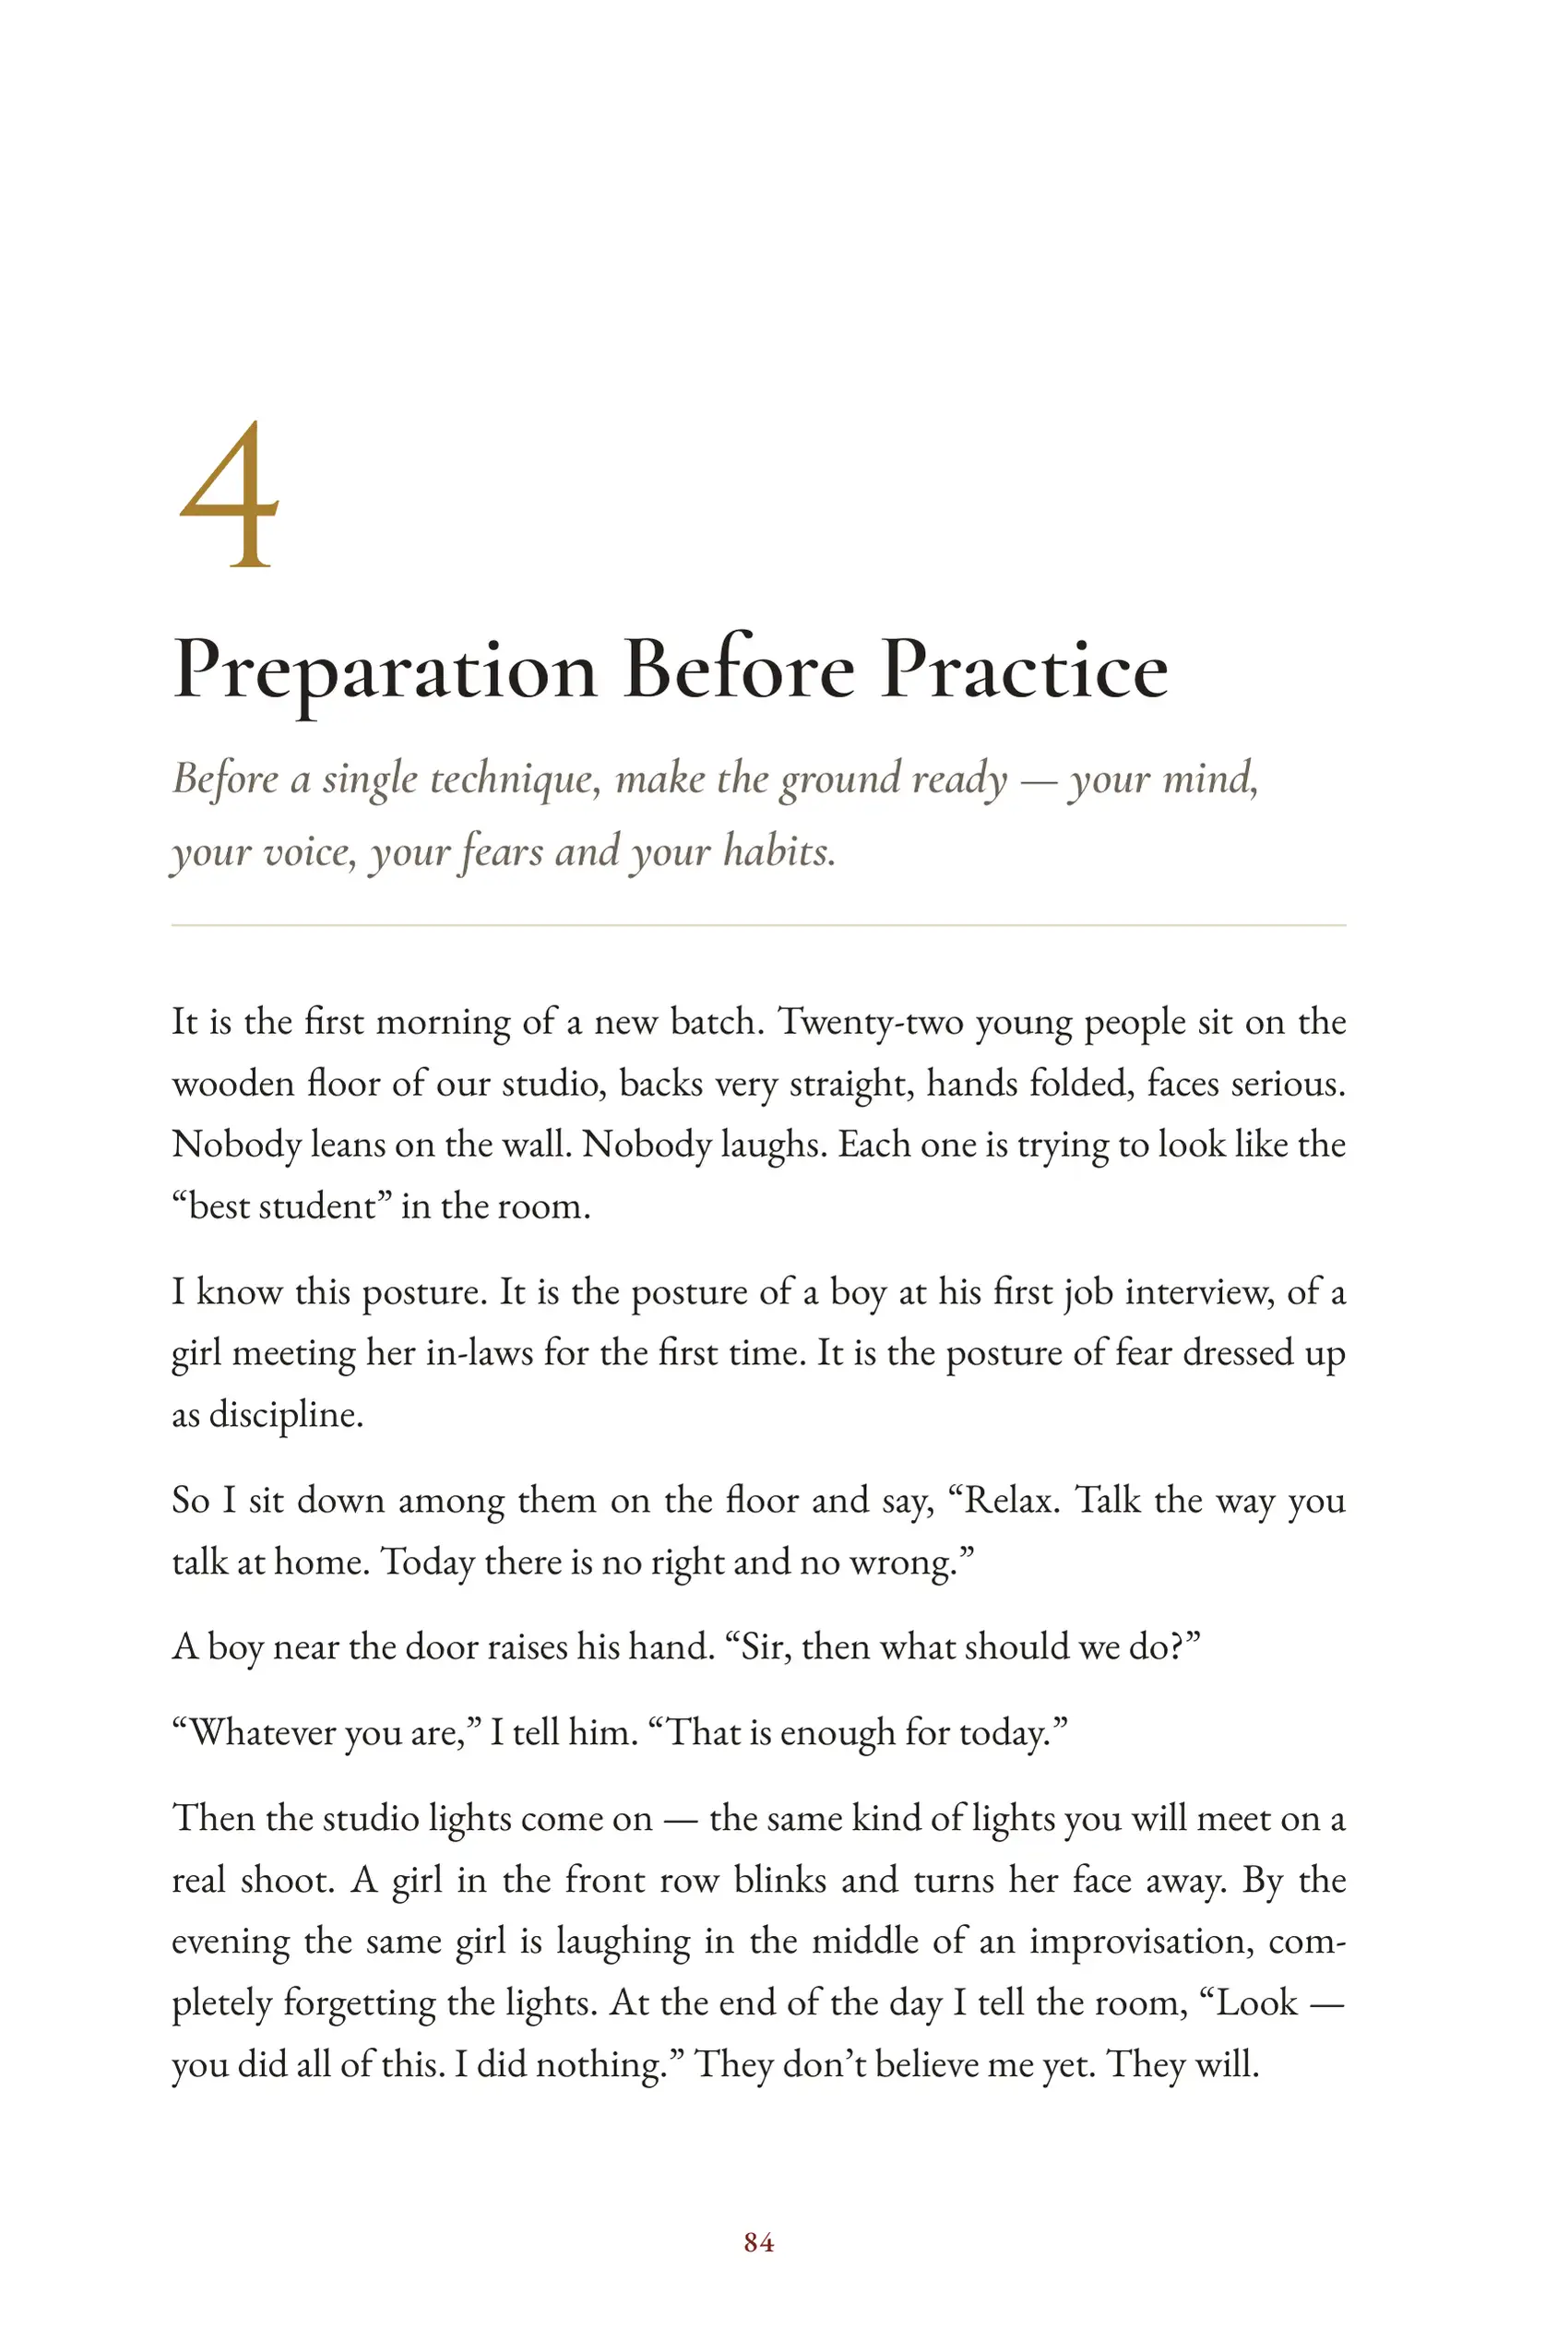 4
Preparation Before Practice
Before a single technique, make the ground ready — your mind,
your voice, your fears and your habits.
It is the first morning of a new batch. Twenty-two young people sit on the
wooden floor of our studio, backs very straight, hands folded, faces serious.
Nobody leans on the wall. Nobody laughs. Each one is trying to look like the
“best student” in the room.
I know this posture. It is the posture of a boy at his first job interview, of a
girl meeting her in-laws for the first time. It is the posture of fear dressed up
as discipline.
So I sit down among them on the floor and say, “Relax. Talk the way you
talk at home. Today there is no right and no wrong.”
A boy near the door raises his hand. “Sir, then what should we do?”
“Whatever you are,” I tell him. “That is enough for today.”
Then the studio lights come on — the same kind of lights you will meet on a
real shoot. A girl in the front row blinks and turns her face away. By the
evening the same girl is laughing in the middle of an improvisation, com-
pletely forgetting the lights. At the end of the day I tell the room, “Look —
you did all of this. I did nothing.” They don’t believe me yet. They will.
84